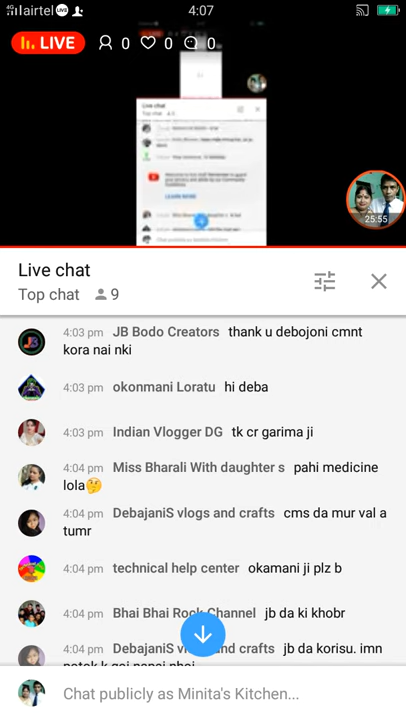 airtel LIVE 4:07
LIVE 0 0 0
Live chat
25:55
Live chat
Top chat 9
4:03 pm JB Bodo Creators thank u debojoni cmnt
kora nai nki
4:03 pm okonmani Loratu hi deba
4:03 pm Indian Vlogger DG tk cr garima ji
4:04 pm Miss Bharali With daughter s pahi medicine
lola🤔
4:04 pm DebajaniS vlogs and crafts cms da mur val a
tumr
4:04 pm technical help center okamani ji plz b
4:04 pm Bhai Bhai Rock Channel jb da ki khobr
4:04 pm DebajaniS vlogs and crafts jb da korisu. imn
Chat publicly as Minita's Kitchen...